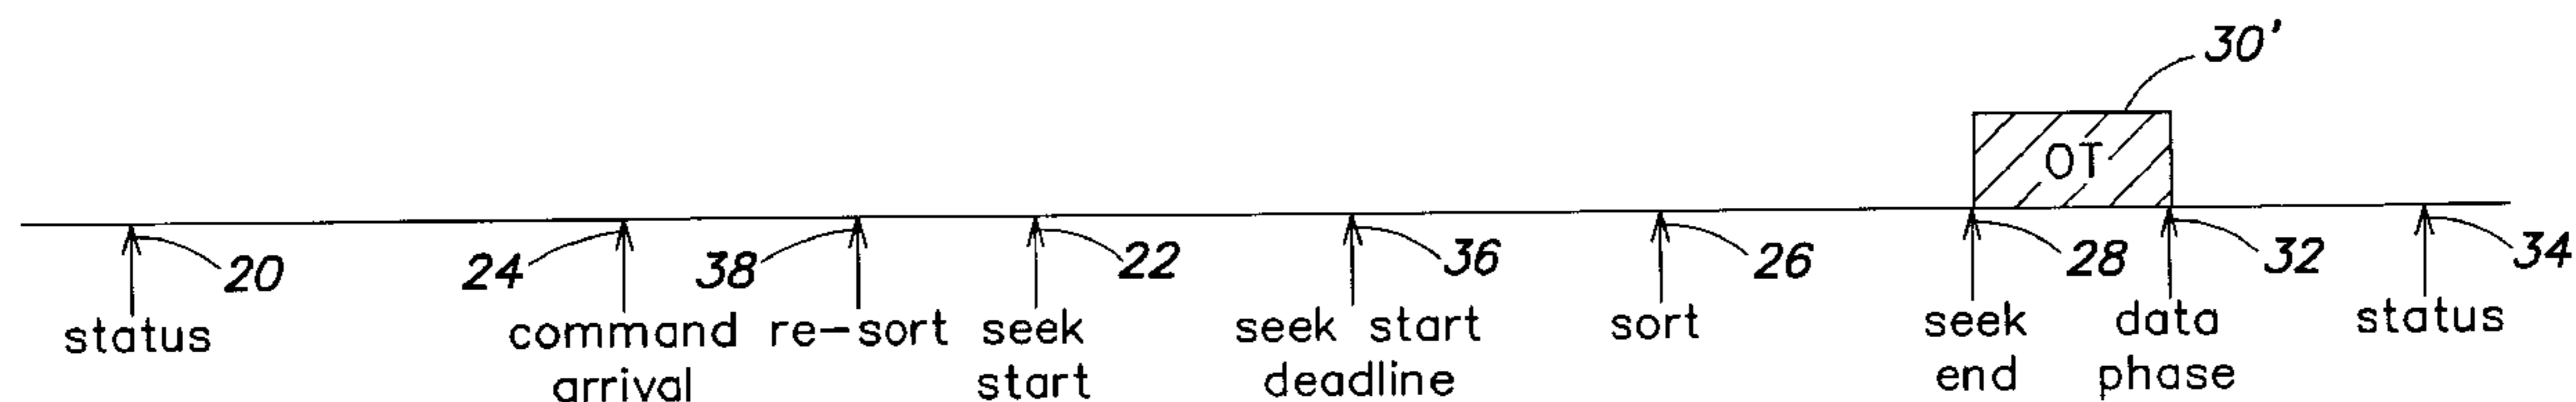 30'
OT
20
24
38
22
36
26
28
32
34
status
command
arrival
re-sort
seek
start
seek start
deadline
sort
seek
end
data
phase
status